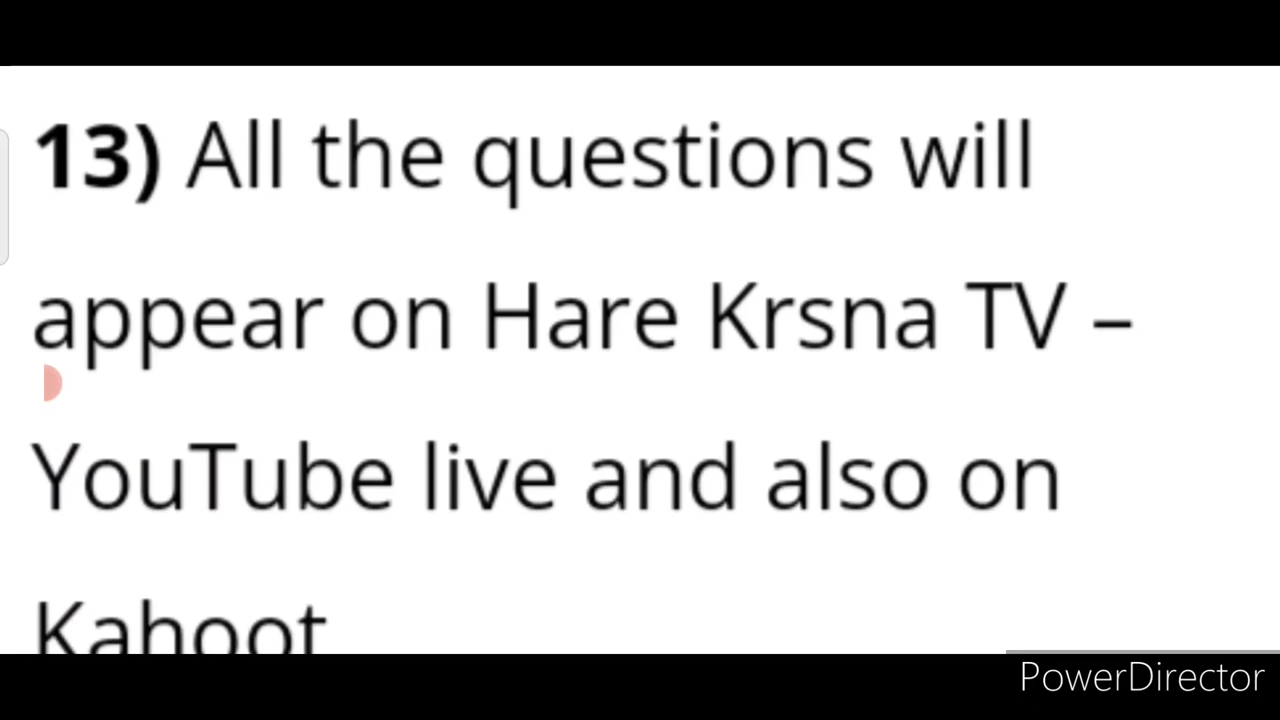 13) All the questions will
appear on Hare Krsna TV –
YouTube live and also on
Kahoot
PowerDirector